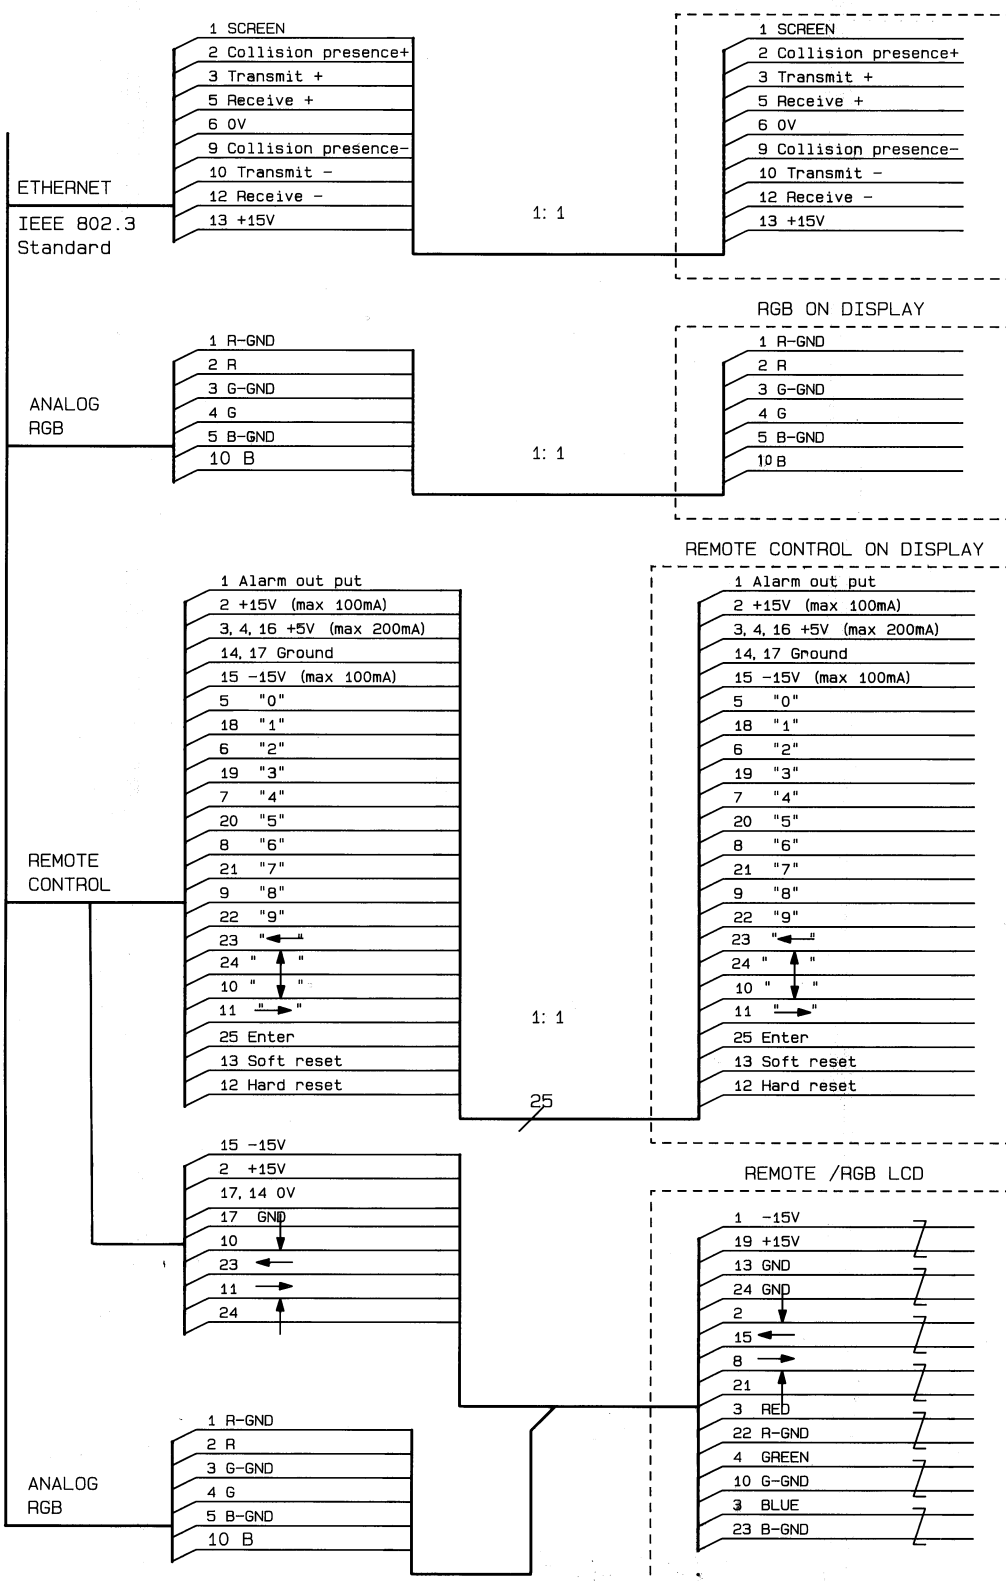 1 SCREEN
2 Collision presence+
3 Transmit +
5 Receive +
6 0V
9 Collision presence-
10 Transmit -
12 Receive -
13 +15V
ETHERNET
IEEE 802.3
Standard
1: 1
1 SCREEN
2 Collision presence+
3 Transmit +
5 Receive +
6 0V
9 Collision presence-
10 Transmit -
12 Receive -
13 +15V
RGB ON DISPLAY
1 R-GND
2 R
3 G-GND
4 G
5 B-GND
10 B
ANALOG
RGB
1: 1
1 R-GND
2 R
3 G-GND
4 G
5 B-GND
10 B
REMOTE CONTROL ON DISPLAY
1 Alarm out put
2 +15V (max 100mA)
3, 4, 16 +5V (max 200mA)
14, 17 Ground
15 -15V (max 100mA)
5 "0"
18 "1"
6 "2"
19 "3"
7 "4"
20 "5"
8 "6"
21 "7"
9 "8"
22 "9"
23 "←"
24 "↑"
10 "↓"
11 "→"
25 Enter
13 Soft reset
12 Hard reset
REMOTE
CONTROL
1: 1
25
1 Alarm out put
2 +15V (max 100mA)
3, 4, 16 +5V (max 200mA)
14, 17 Ground
15 -15V (max 100mA)
5 "0"
18 "1"
6 "2"
19 "3"
7 "4"
20 "5"
8 "6"
21 "7"
9 "8"
22 "9"
23 "←"
24 "↑"
10 "↓"
11 "→"
25 Enter
13 Soft reset
12 Hard reset
15 -15V
2 +15V
17, 14 0V
17 GND
10 ↓
23 ←
11 →
24 ↑
REMOTE /RGB LCD
1 -15V
19 +15V
13 GND
24 GND
2 ↓
15 ←
8 →
21 ↑
3 RED
22 R-GND
4 GREEN
10 G-GND
3 BLUE
23 B-GND
1 R-GND
2 R
3 G-GND
4 G
5 B-GND
10 B
ANALOG
RGB